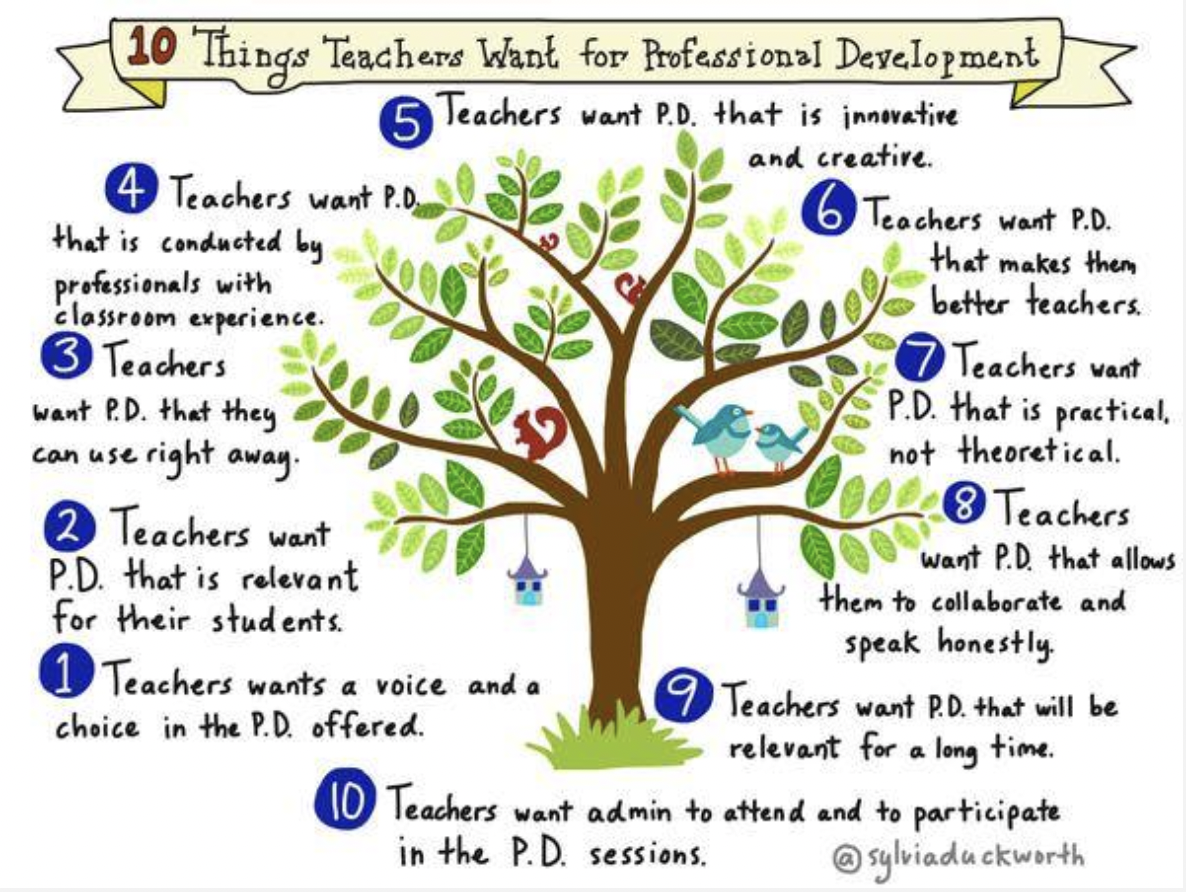 10 Things Teachers Want for Professional Development
5 Teachers want P.D. that is innovative
and creative.
4 Teachers want P.D.
that is conducted by
professionals with
classroom experience.
3 Teachers
want P.D. that they
can use right away.
2 Teachers want
P.D. that is relevant
for their students.
1 Teachers wants a voice and a
choice in the P.D. offered.
6 Teachers want P.D.
that makes them
better teachers.
7 Teachers want
P.D. that is practical,
not theoretical.
8 Teachers
want P.D. that allows
them to collaborate and
speak honestly.
9 Teachers want P.D. that will be
relevant for a long time.
10 Teachers want admin to attend and to participate
in the P.D. sessions.
@sylviaduckworth